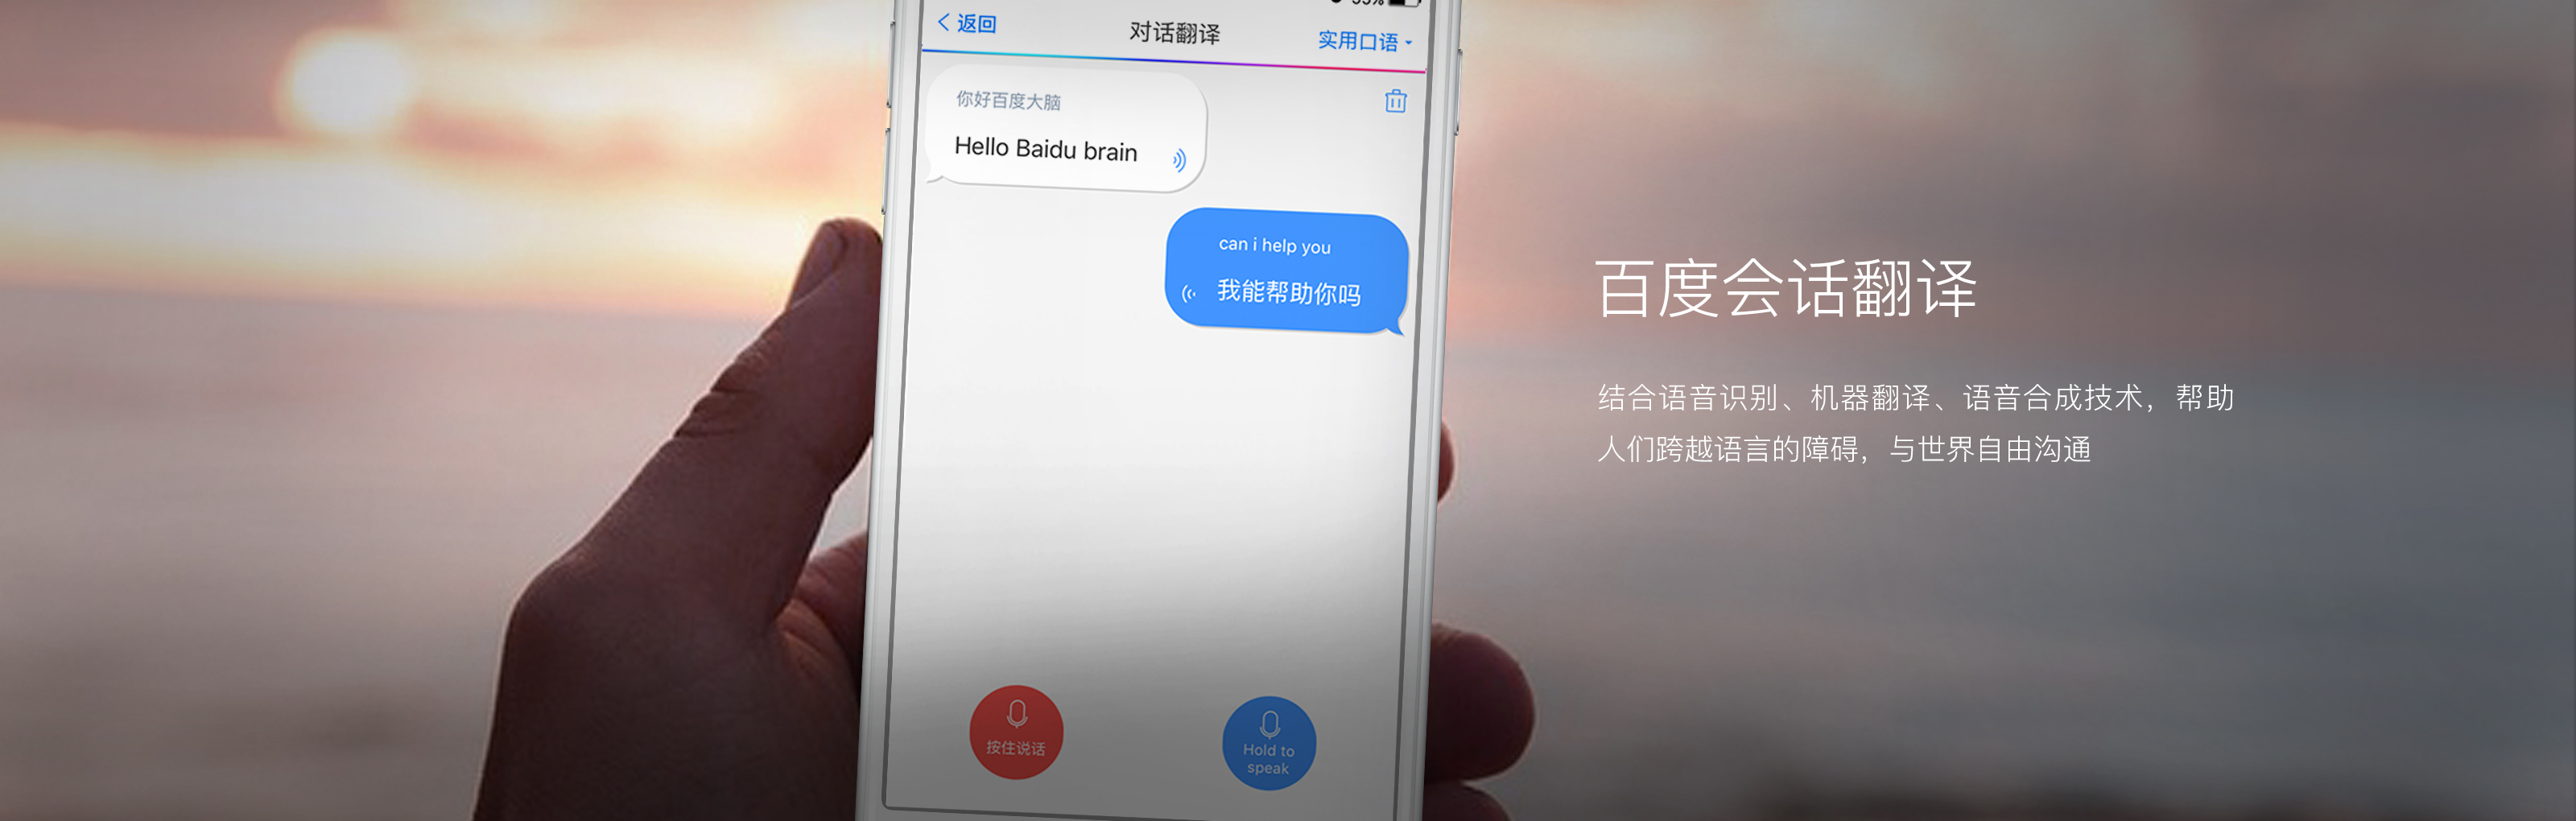 返回
对话翻译
实用口语
你好百度大脑
Hello Baidu brain
can i help you
我能帮助你吗
按住说话
Hold to
speak
百度会话翻译
结合语音识别、机器翻译、语音合成技术，帮助
人们跨越语言的障碍，与世界自由沟通